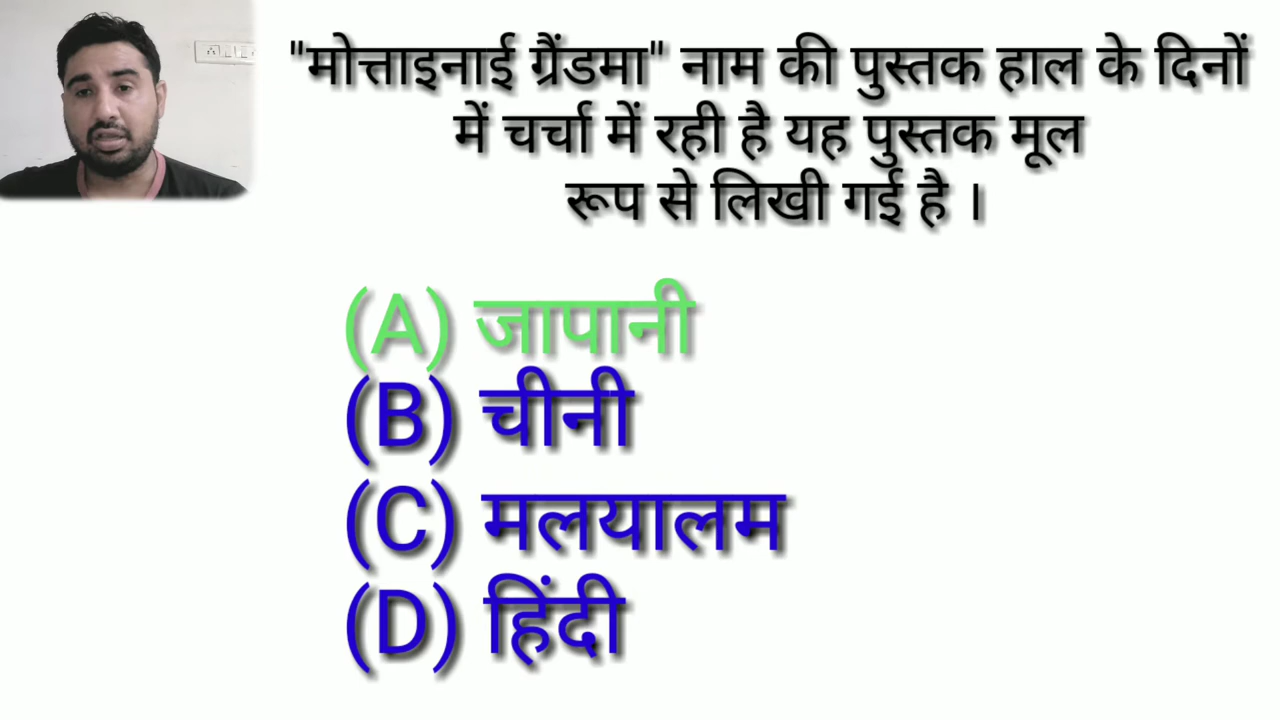 "मोत्ताइनाई ग्रैंडमा" नाम की पुस्तक हाल के दिनों
में चर्चा में रही है यह पुस्तक मूल
रूप से लिखी गई है ।
(A) जापानी
(B) चीनी
(C) मलयालम
(D) हिंदी